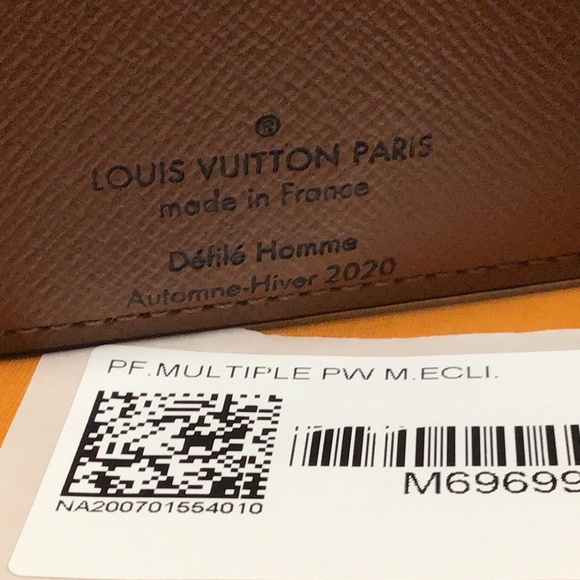 ®
LOUIS VUITTON PARIS
made in France
Défilé Homme
Automne-Hiver 2020
PF.MULTIPLE PW M.ECLI.
NA200701554010
M69699